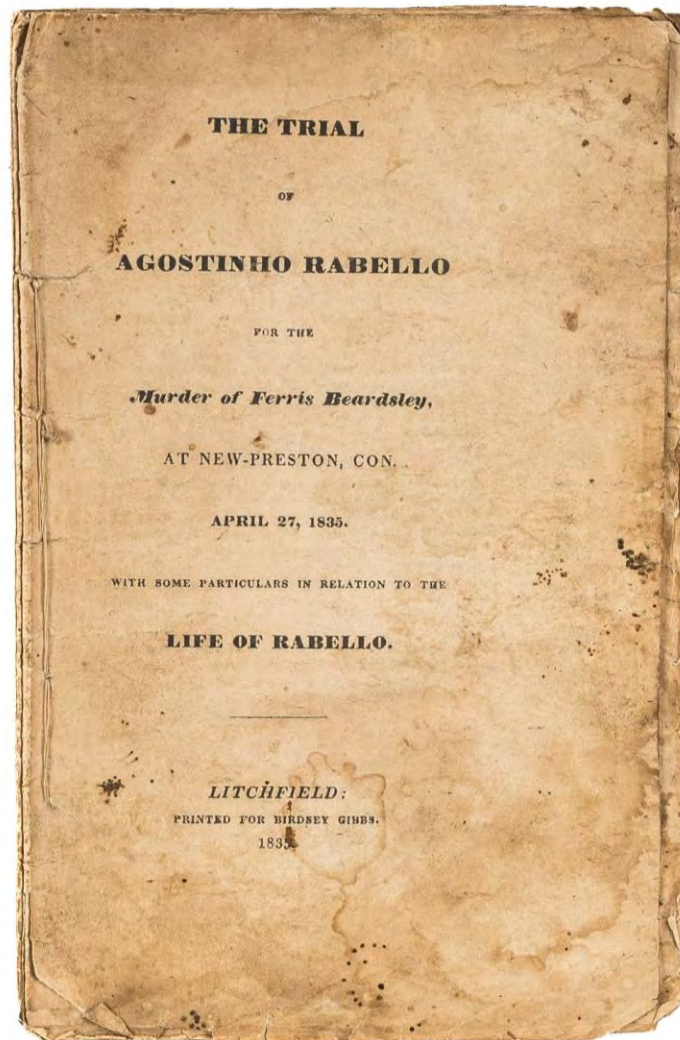 THE TRIAL
OF
AGOSTINHO RABELLO
FOR THE
Murder of Ferris Beardsley,
AT NEW-PRESTON, CON.
APRIL 27, 1835.
WITH SOME PARTICULARS IN RELATION TO THE
LIFE OF RABELLO.
LITCHFIELD:
PRINTED FOR BIRDSEY GIBBS.
1835.